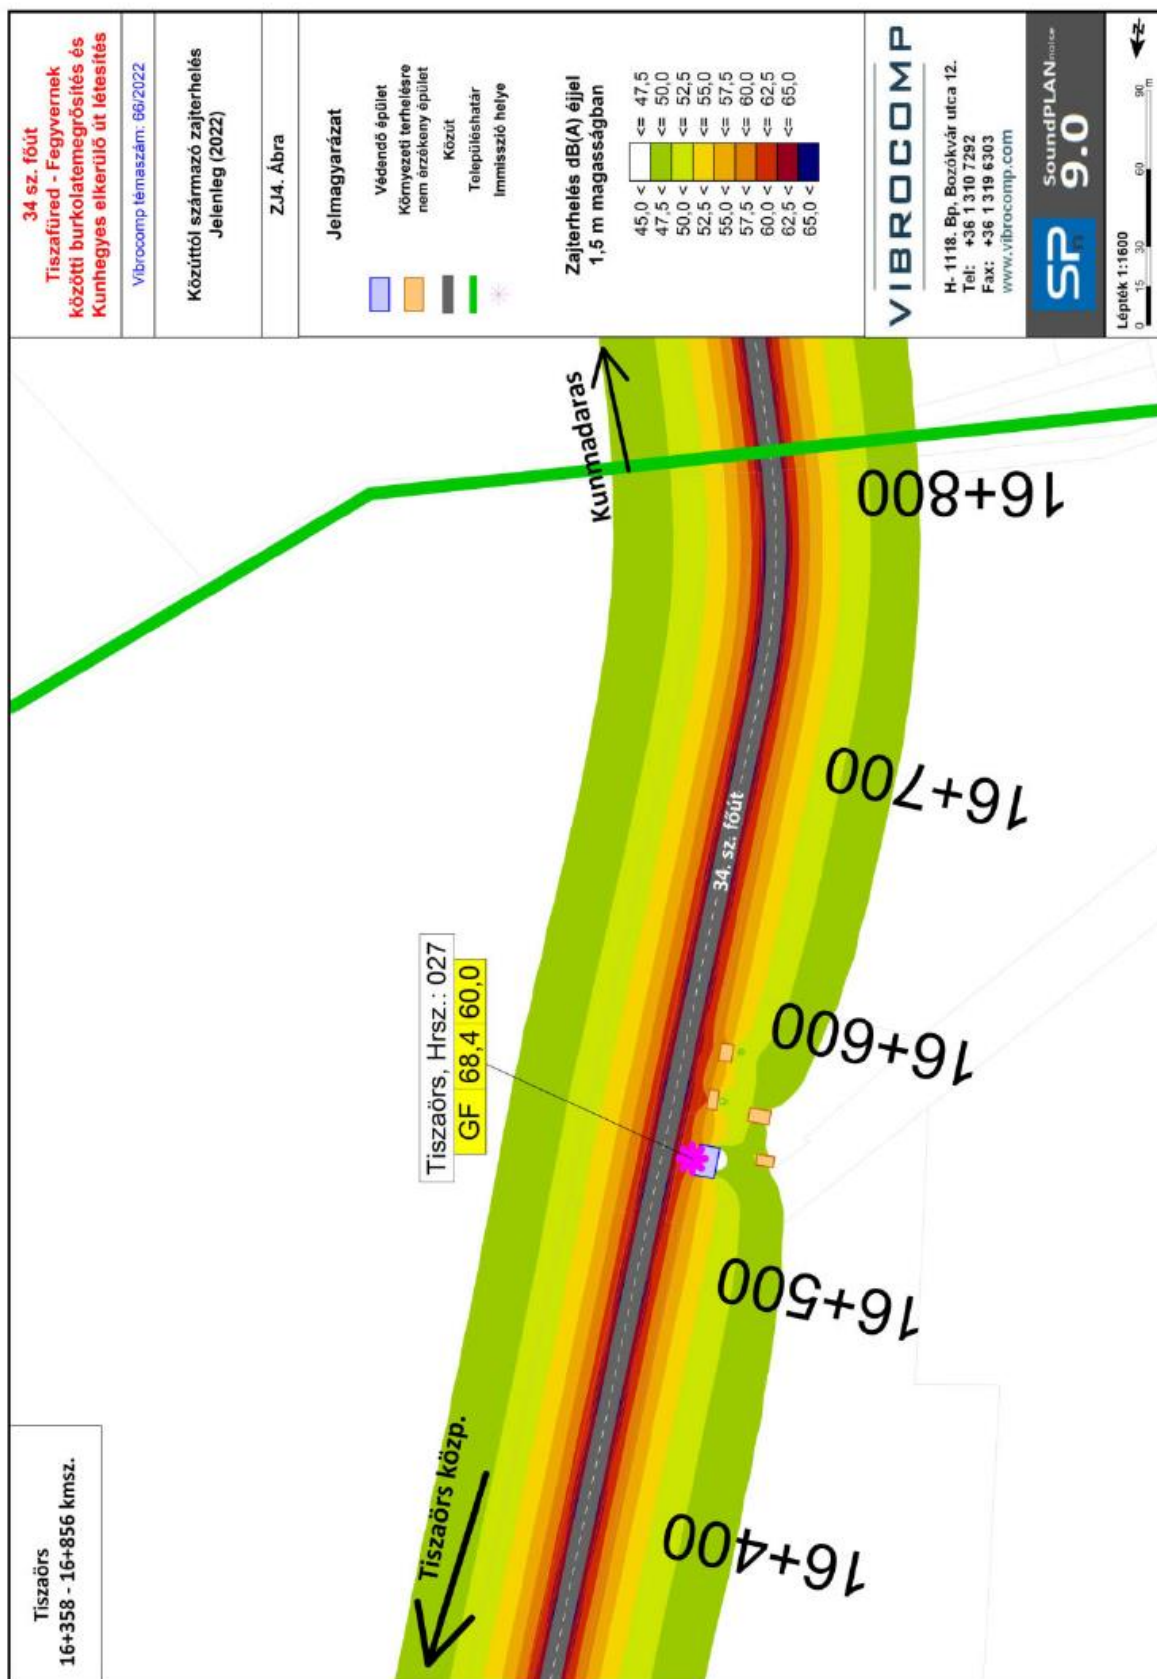 Tiszaörs
16+358 - 16+856 kmsz.
Tiszaörs közp.
16+400
16+500
Tiszaörs, Hrsz.: 027
GF 68,4 60,0
16+600
34. sz. főút
16+700
16+800
Kunmadaras
34 sz. főút
Tiszafüred - Fegyvernek
közötti burkolatemegrősítés és
Kunhegyes elkerülő út létesítés
Vibrocomp témaszám: 66/2022
Közúttól származó zajterhelés
Jelenleg (2022)
ZJ4. Ábra
Jelmagyarázat
Védendő épület
Környezeti terhelésre
nem érzékeny épület
Közút
Településhatár
Immisszió helye
Zajterhelés dB(A) éjjel
1,5 m magasságban
<= 47,5
45,0 < <= 50,0
47,5 < <= 52,5
50,0 < <= 55,0
52,5 < <= 57,5
55,0 < <= 60,0
57,5 < <= 62,5
60,0 < <= 65,0
62,5 <
65,0 <
VIBROCOMP
H- 1118. Bp, Bozókvár utca 12.
Tel: +36 1 310 7292
Fax: +36 1 319 6303
www.vibrocomp.com
SPn
SoundPLANnoise
9.0
Lépték 1:1600
0 15 30 60 90
m
N